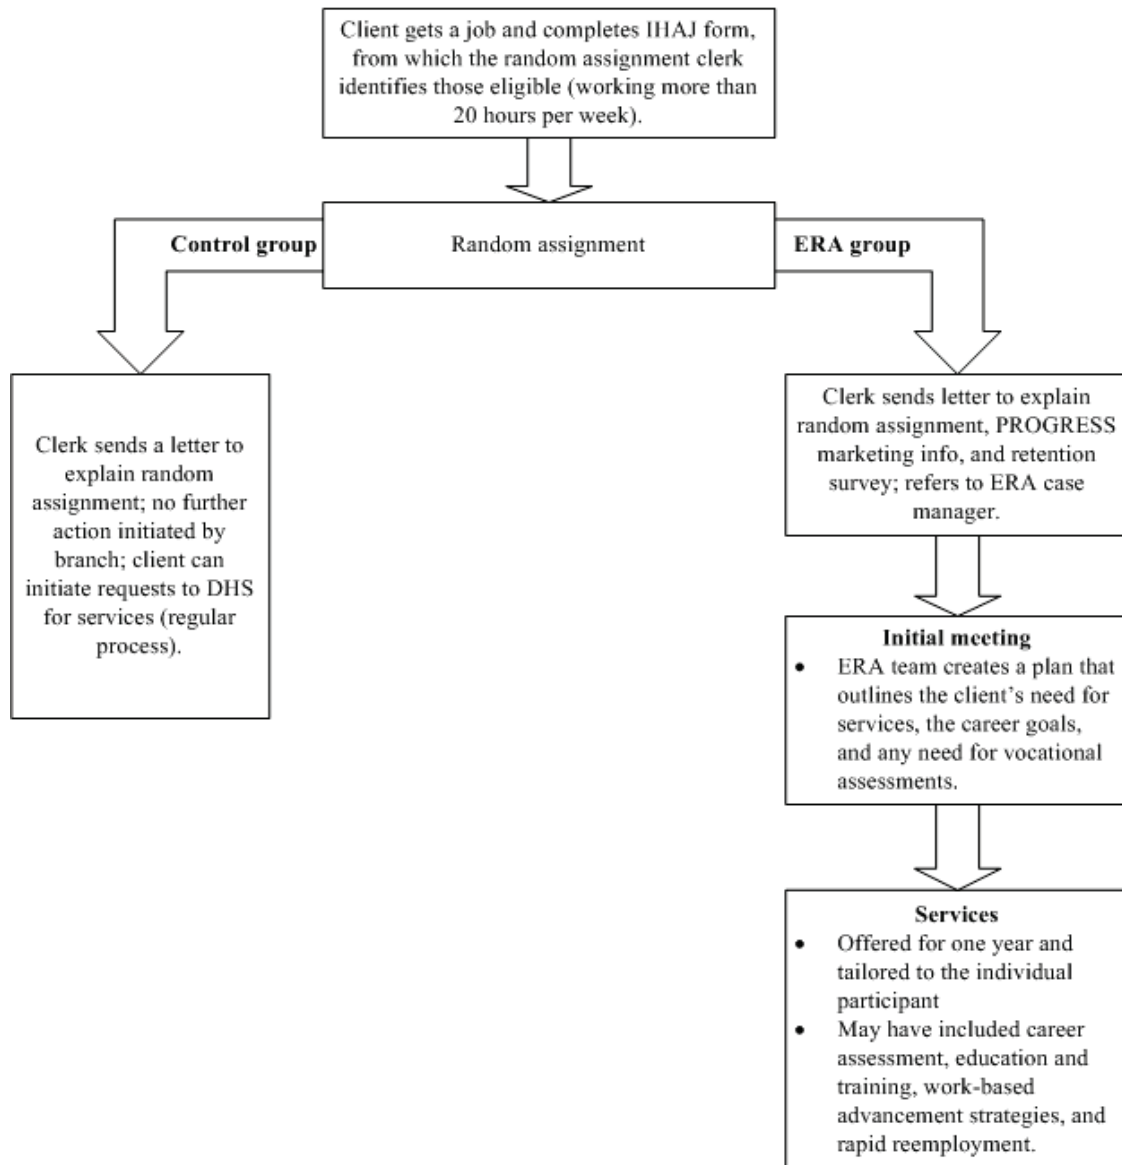 Client gets a job and completes IHAJ form,
from which the random assignment clerk
identifies those eligible (working more than
20 hours per week).
Control group
Random assignment
ERA group
Clerk sends a letter to
explain random
assignment; no further
action initiated by
branch; client can
initiate requests to DHS
for services (regular
process).
Clerk sends letter to explain
random assignment, PROGRESS
marketing info, and retention
survey; refers to ERA case
manager.
Initial meeting
• ERA team creates a plan that
outlines the client’s need for
services, the career goals,
and any need for vocational
assessments.
Services
• Offered for one year and
tailored to the individual
participant
• May have included career
assessment, education and
training, work-based
advancement strategies, and
rapid reemployment.